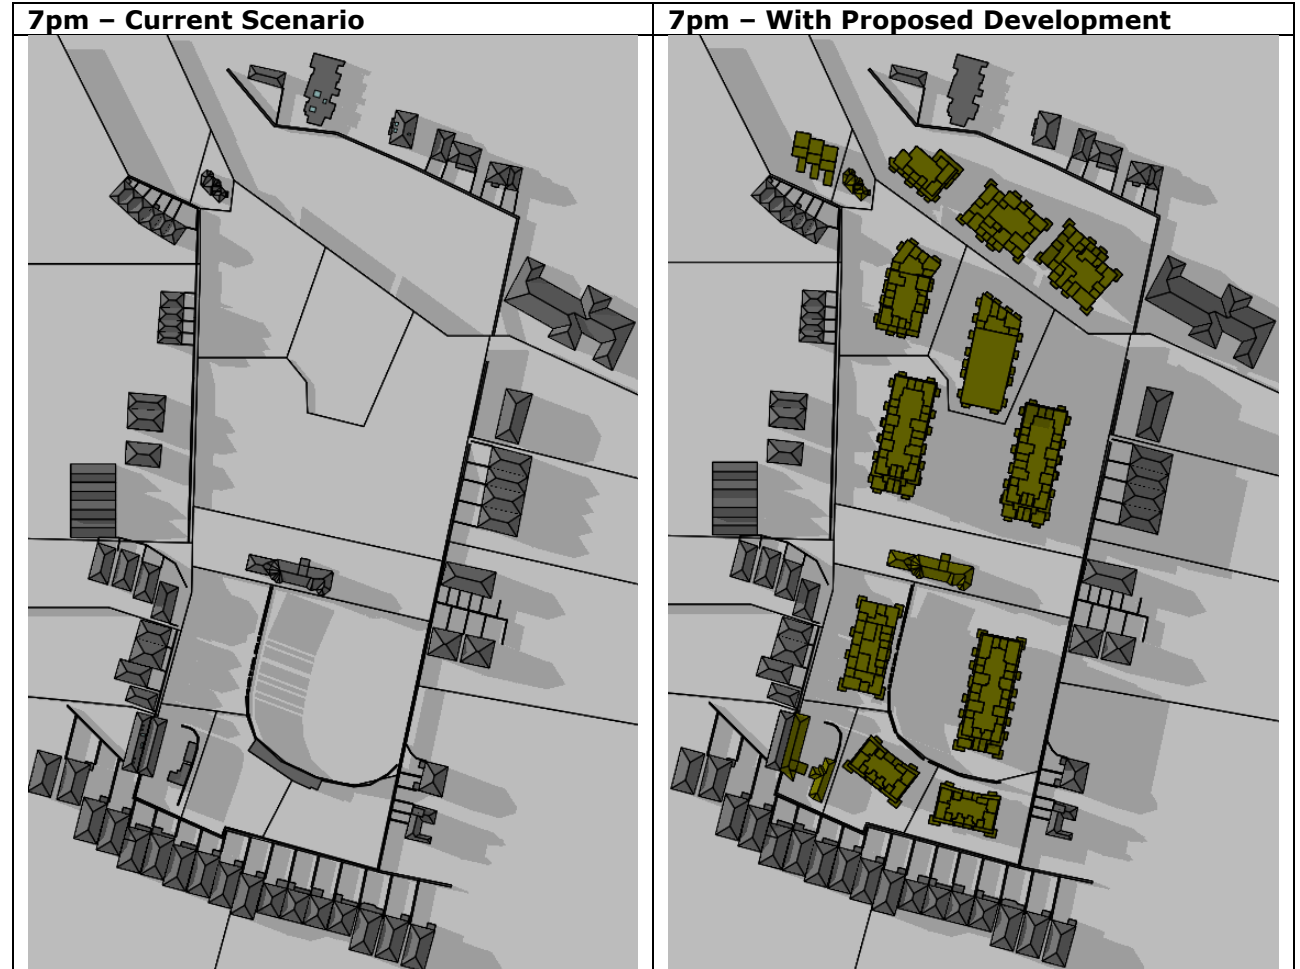 7pm – Current Scenario
7pm – With Proposed Development